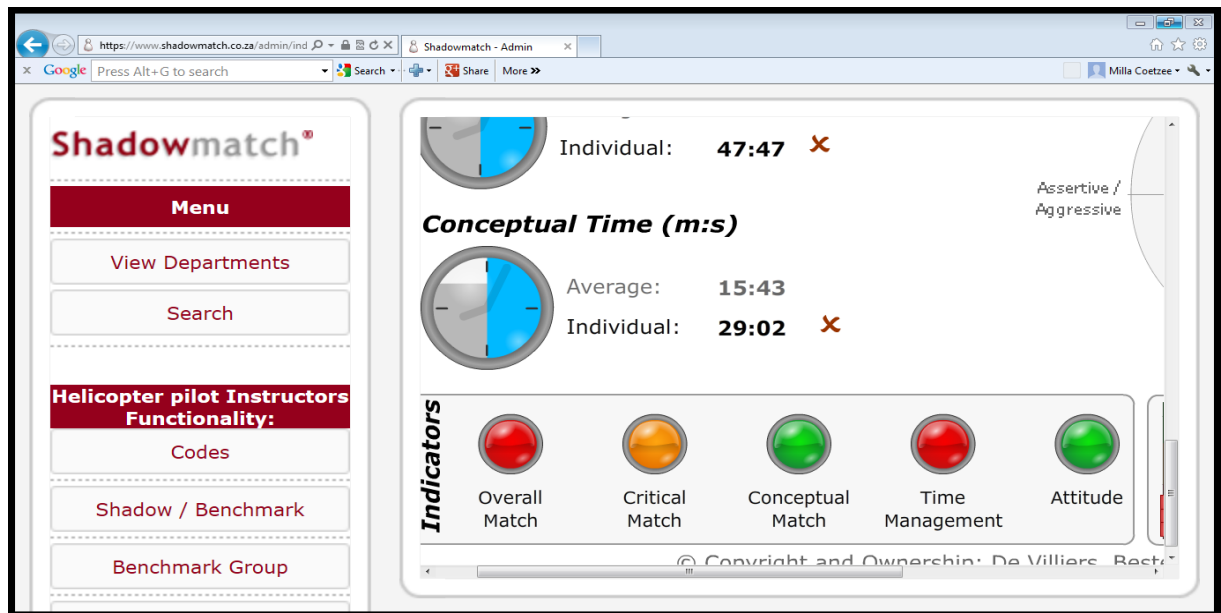 https://www.shadowmatch.co.za/admin/ind
Shadowmatch - Admin
Google Press Alt+G to search Search Share More »
Milla Coetzee
Shadowmatch®
Menu
View Departments
Search
Helicopter pilot Instructors
Functionality:
Codes
Shadow / Benchmark
Benchmark Group
Individual: 47:47
Assertive /
Aggressive
Conceptual Time (m:s)
Average: 15:43
Individual: 29:02
Indicators
Overall
Match
Critical
Match
Conceptual
Match
Time
Management
Attitude
© Copyright and Ownership: De Villiers, Beste